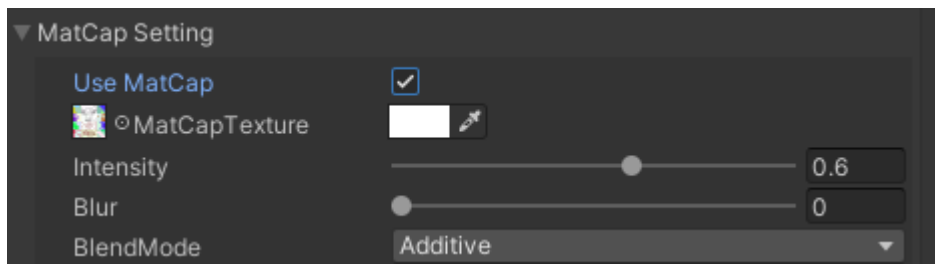 MatCap Setting
Use MatCap
MatCapTexture
Intensity 0.6
Blur 0
BlendMode Additive